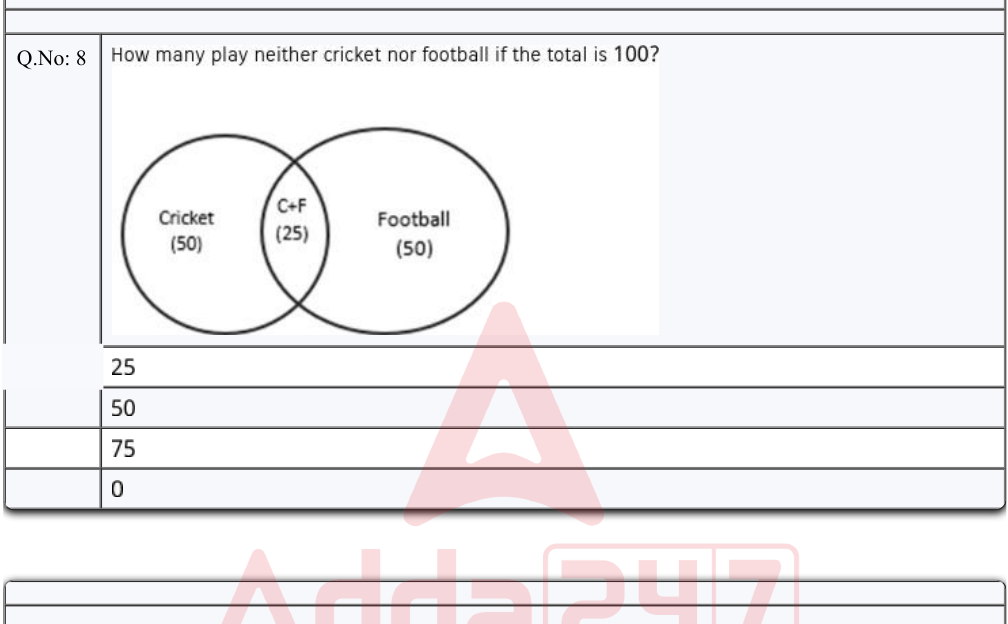 Q.No: 8
How many play neither cricket nor football if the total is 100?
C+F
Cricket
Football
(25)
(50)
(50)
25
50
75
0
Adda247